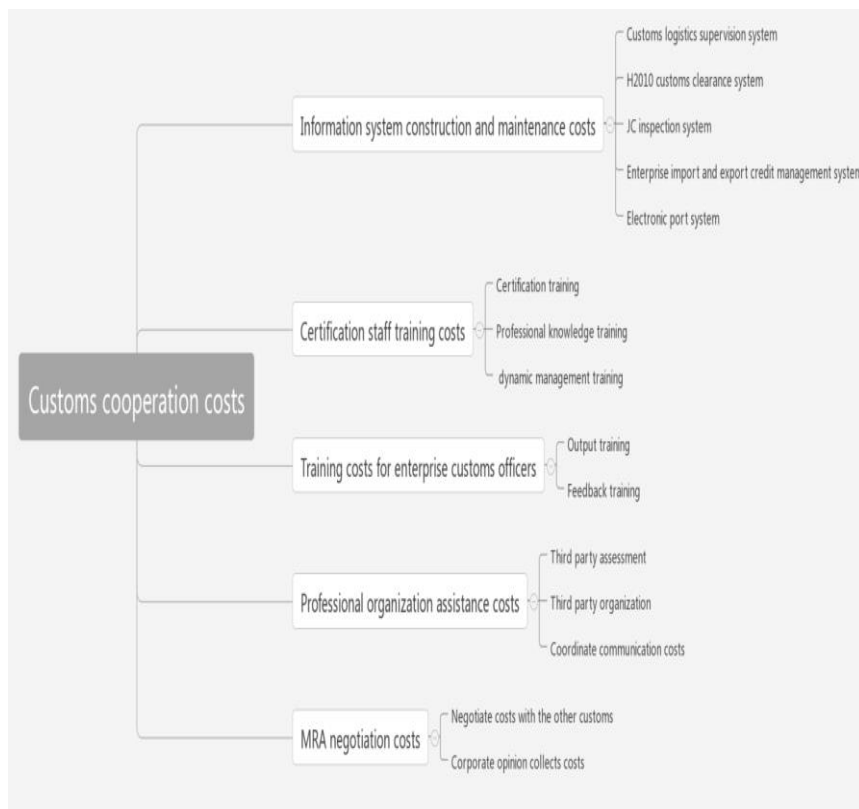 Customs cooperation costs
Information system construction and maintenance costs
Customs logistics supervision system
H2010 customs clearance system
JC inspection system
Enterprise import and export credit management system
Electronic port system
Certification staff training costs
Certification training
Professional knowledge training
dynamic management training
Training costs for enterprise customs officers
Output training
Feedback training
Professional organization assistance costs
Third party assessment
Third party organization
Coordinate communication costs
MRA negotiation costs
Negotiate costs with the other customs
Corporate opinion collects costs